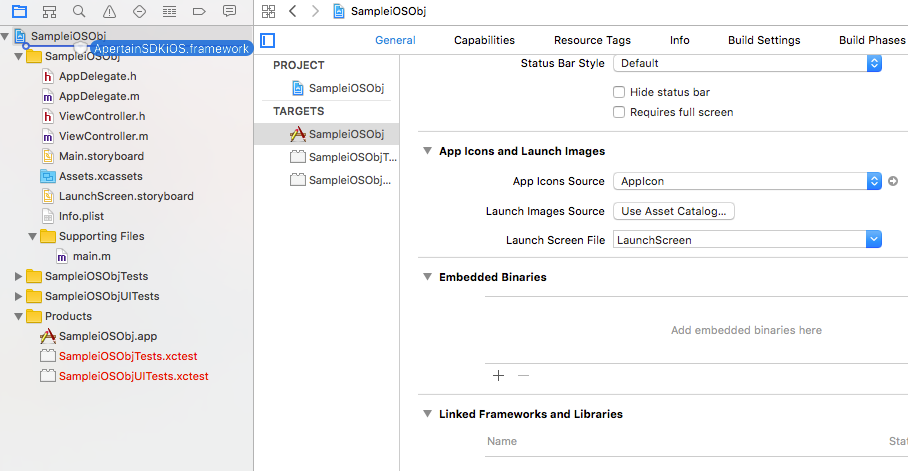 SampleiOSObj
ApertainSDKiOS.framework
SampleiOSObj
AppDelegate.h
AppDelegate.m
ViewController.h
ViewController.m
Main.storyboard
Assets.xcassets
LaunchScreen.storyboard
Info.plist
Supporting Files
main.m
SampleiOSObjTests
SampleiOSObjUITests
Products
SampleiOSObj.app
SampleiOSObjTests.xctest
SampleiOSObjUITests.xctest
SampleiOSObj
General Capabilities Resource Tags Info Build Settings Build Phases
PROJECT
SampleiOSObj
TARGETS
SampleiOSObj
SampleiOSObjT...
SampleiOSObj...
Status Bar Style Default
Hide status bar
Requires full screen
App Icons and Launch Images
App Icons Source AppIcon
Launch Images Source Use Asset Catalog...
Launch Screen File LaunchScreen
Embedded Binaries
Add embedded binaries here
Linked Frameworks and Libraries
Name Stat